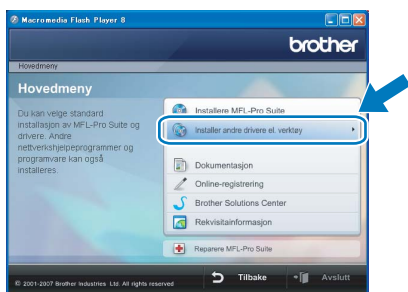 Macromedia Flash Player 8
brother
Hovedmeny
Hovedmeny
Du kan velge standard
installasjon av MFL-Pro Suite og
drivere. Andre
nettverkshjelpeprogrammer og
programvare kan også
installeres.
Installere MFL-Pro Suite
Installer andre drivere el. verktøy
Dokumentasjon
Online-registrering
Brother Solutions Center
Rekvisitainformasjon
Reparere MFL-Pro Suite
© 2001-2007 Brother Industries Ltd. All rights reserved
Tilbake
Avslutt